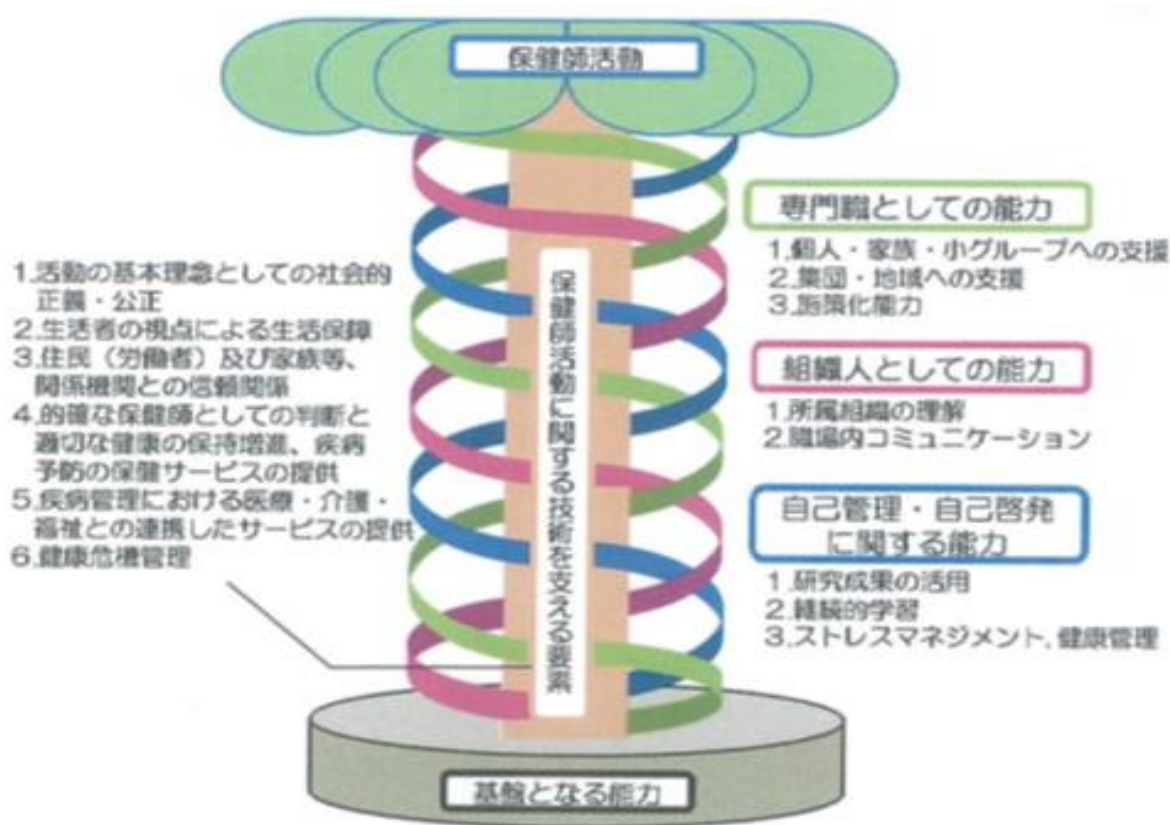 保健師活動
保健師活動に関する技術を支える要素
1.活動の基本理念としての社会的
正義・公正
2.生活者の視点による生活保障
3.住民（労働者）及び家族等、
関係機関との信頼関係
4.的確な保健師としての判断と
適切な健康の保持増進、疾病
予防の保健サービスの提供
5.疾病管理における医療・介護・
福祉との連携したサービスの提供
6.健康危機管理
専門職としての能力
1.個人・家族・小グループへの支援
2.集団・地域への支援
3.施策化能力
組織人としての能力
1.所属組織の理解
2.職場内コミュニケーション
自己管理・自己啓発
に関する能力
1.研究成果の活用
2.継続的学習
3.ストレスマネジメント、健康管理
基盤となる能力